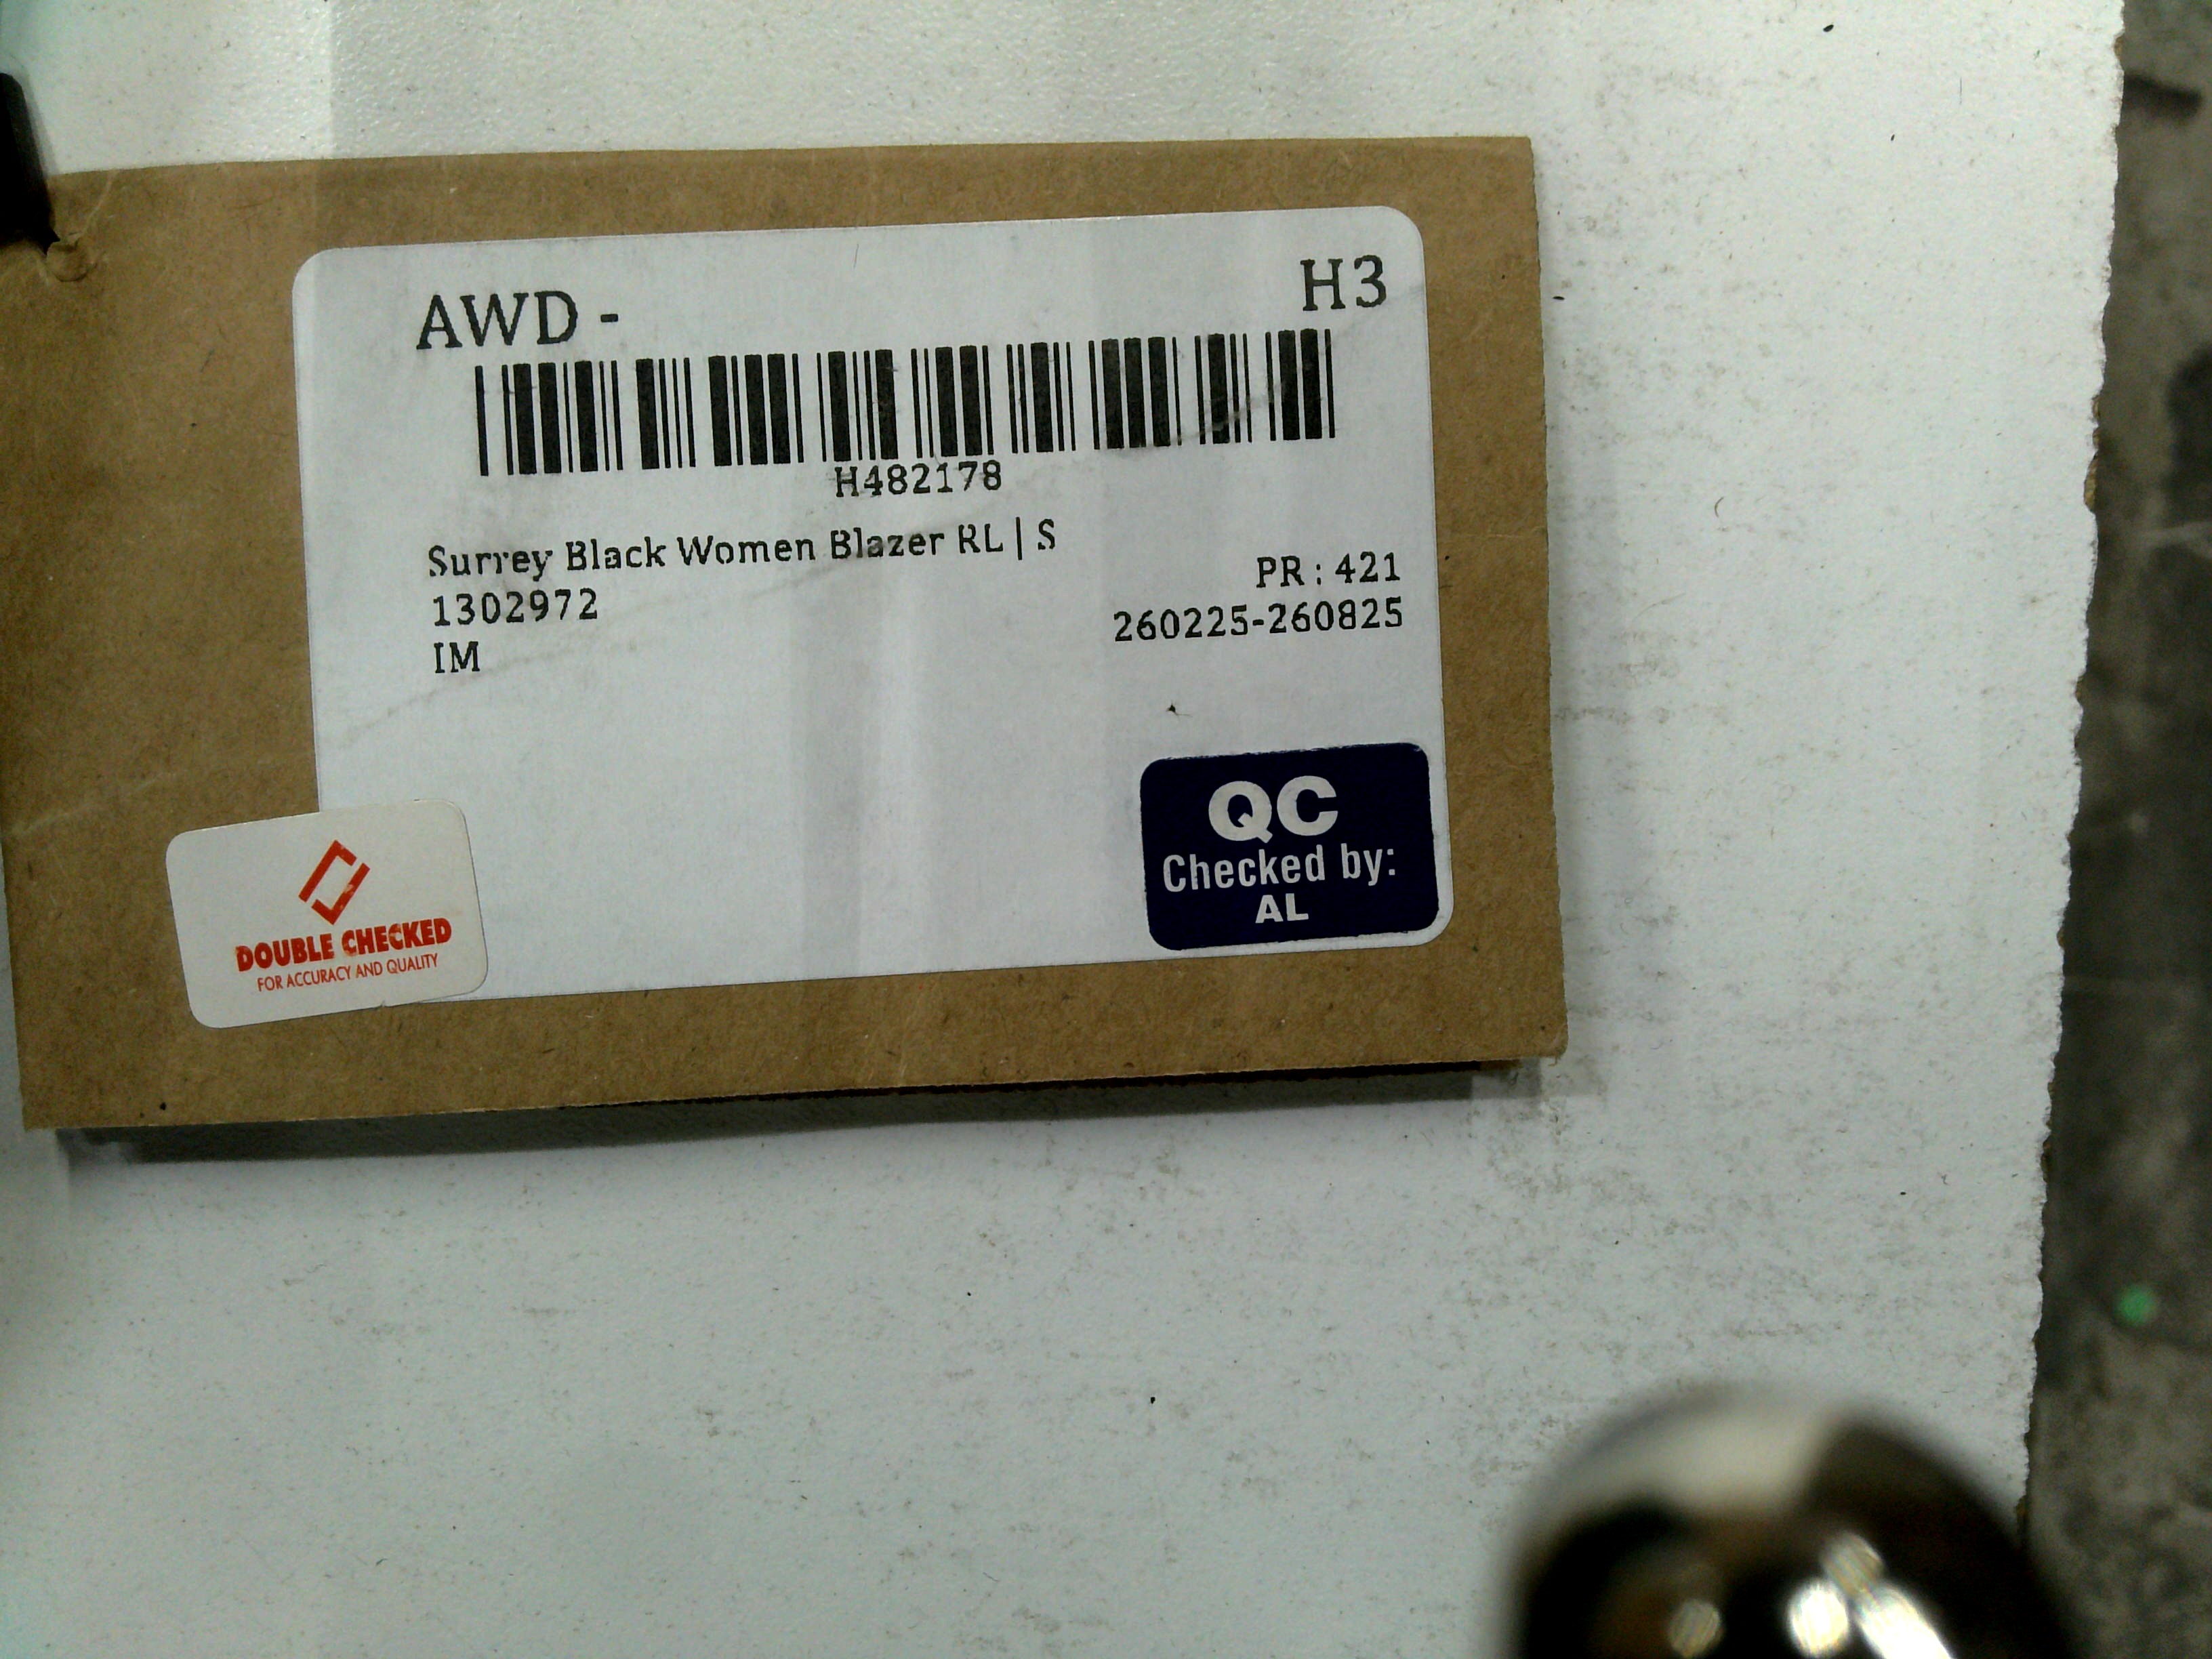 AWD -
H3
H482178
Surrey Black Women Blazer RL | S
1302972
PR : 421
IM
260225-260825
QC
Checked by:
AL
DOUBLE CHECKED
FOR ACCURACY AND QUALITY